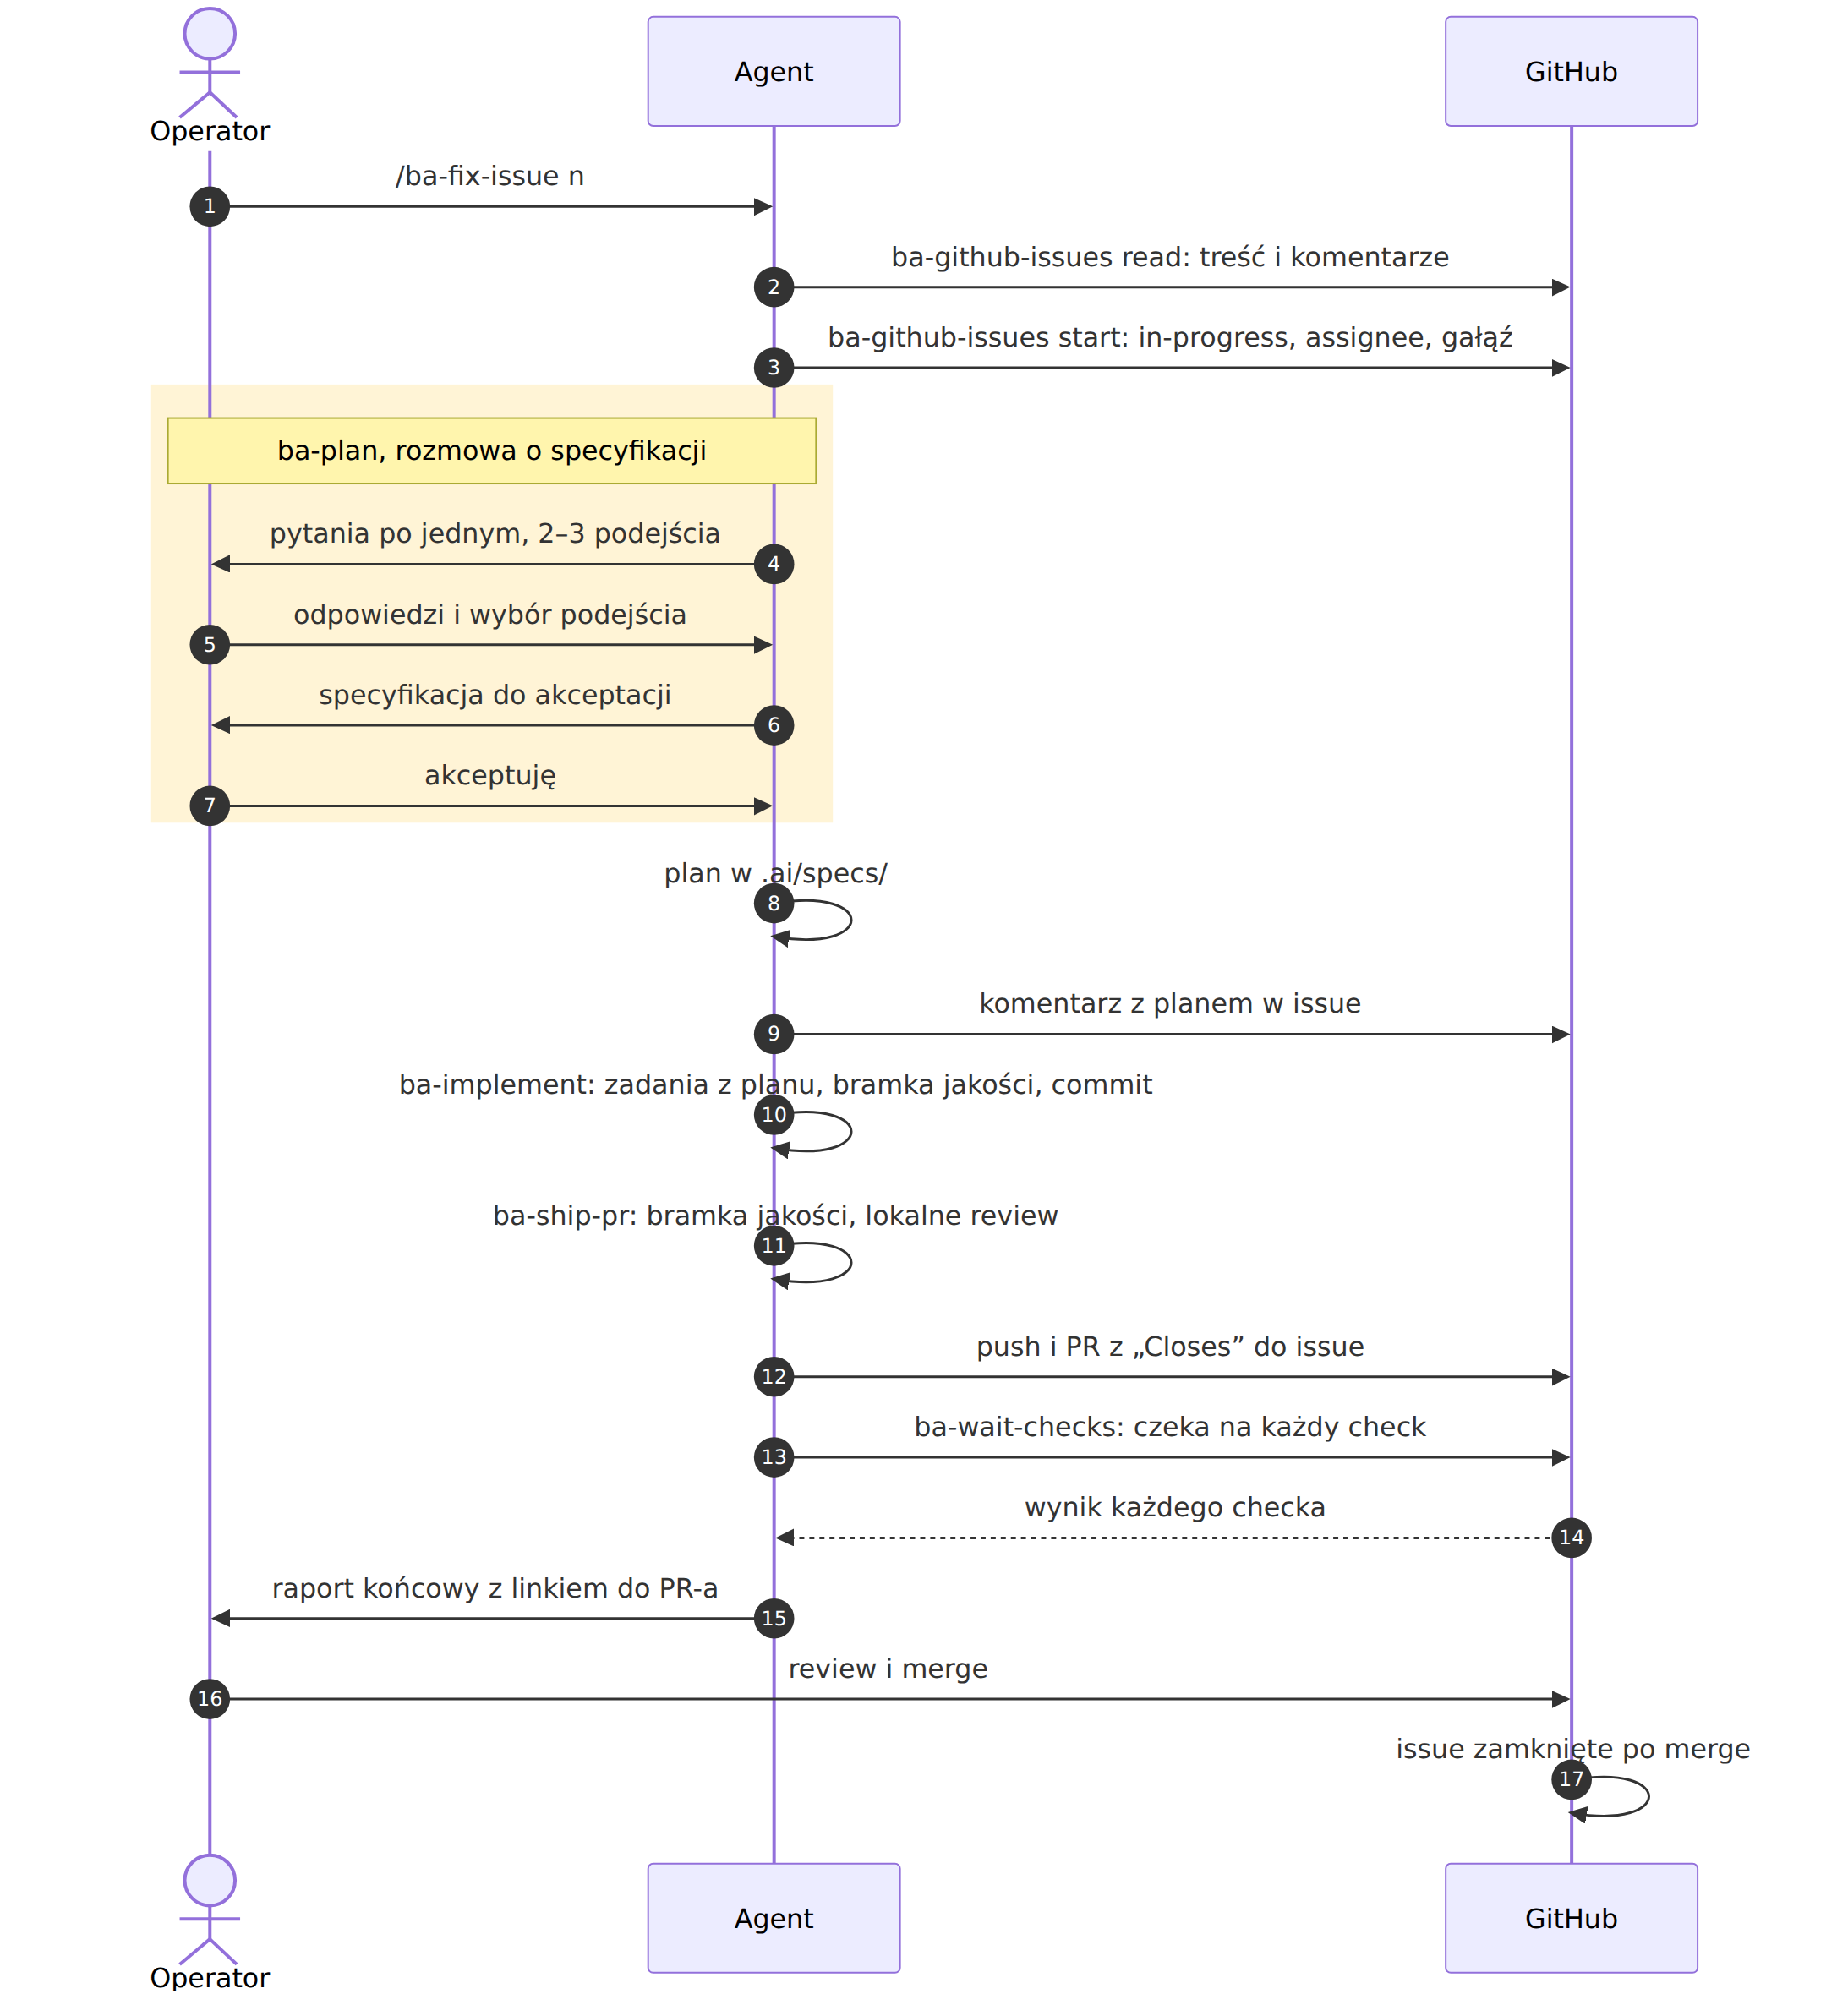 Agent
GitHub
Operator
/ba-fix-issue n
1
ba-github-issues read: treść i komentarze
2
ba-github-issues start: in-progress, assignee, gałąź
3
ba-plan, rozmowa o specyfikacji
pytania po jednym, 2–3 podejścia
4
odpowiedzi i wybór podejścia
5
specyfikacja do akceptacji
6
akceptuję
7
plan w .ai/specs/
8
komentarz z planem w issue
9
ba-implement: zadania z planu, bramka jakości, commit
10
ba-ship-pr: bramka jakości, lokalne review
11
push i PR z „Closes” do issue
12
ba-wait-checks: czeka na każdy check
13
wynik każdego checka
14
raport końcowy z linkiem do PR-a
15
review i merge
16
issue zamknięte po merge
17
Agent
GitHub
Operator